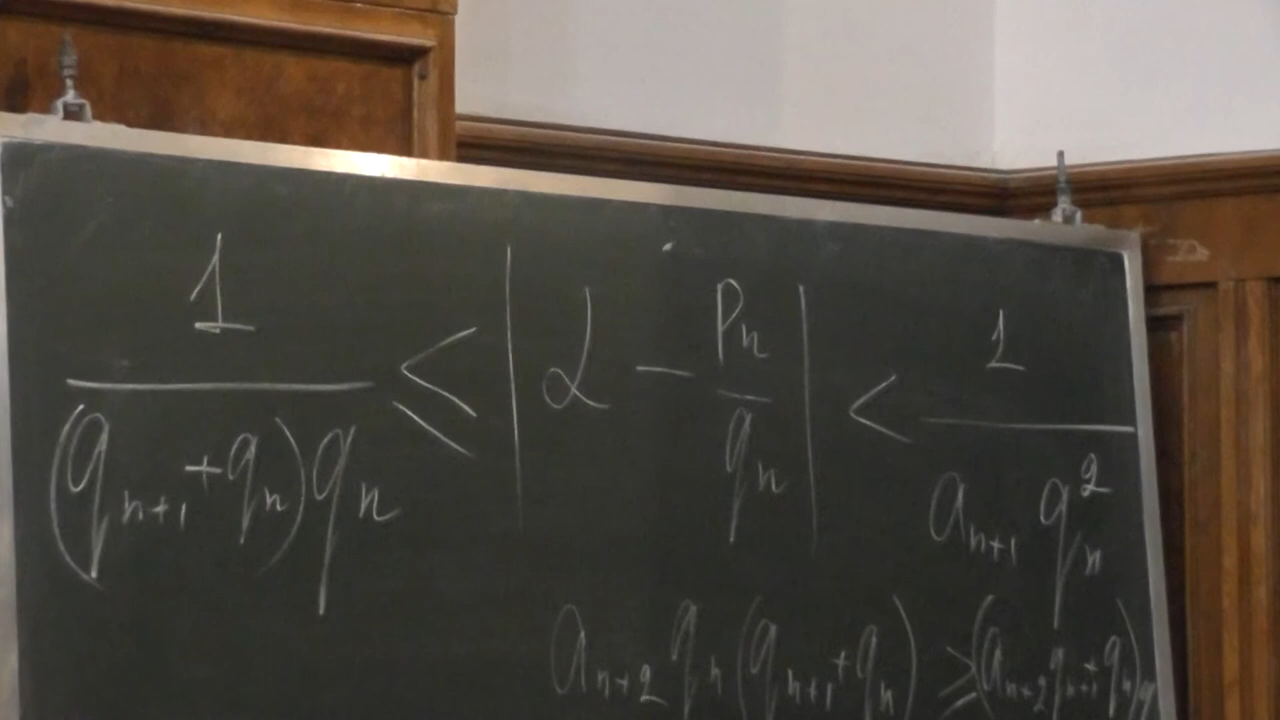 1/((q_{n+1} + q_n) q_n) ≤ |α − p_n/q_n| < 1/(a_{n+1} q_n^2)
a_{n+2} q_n (q_{n+1} + q_n) ≥ (a_{n+2} q_{n+1} + q_n) q